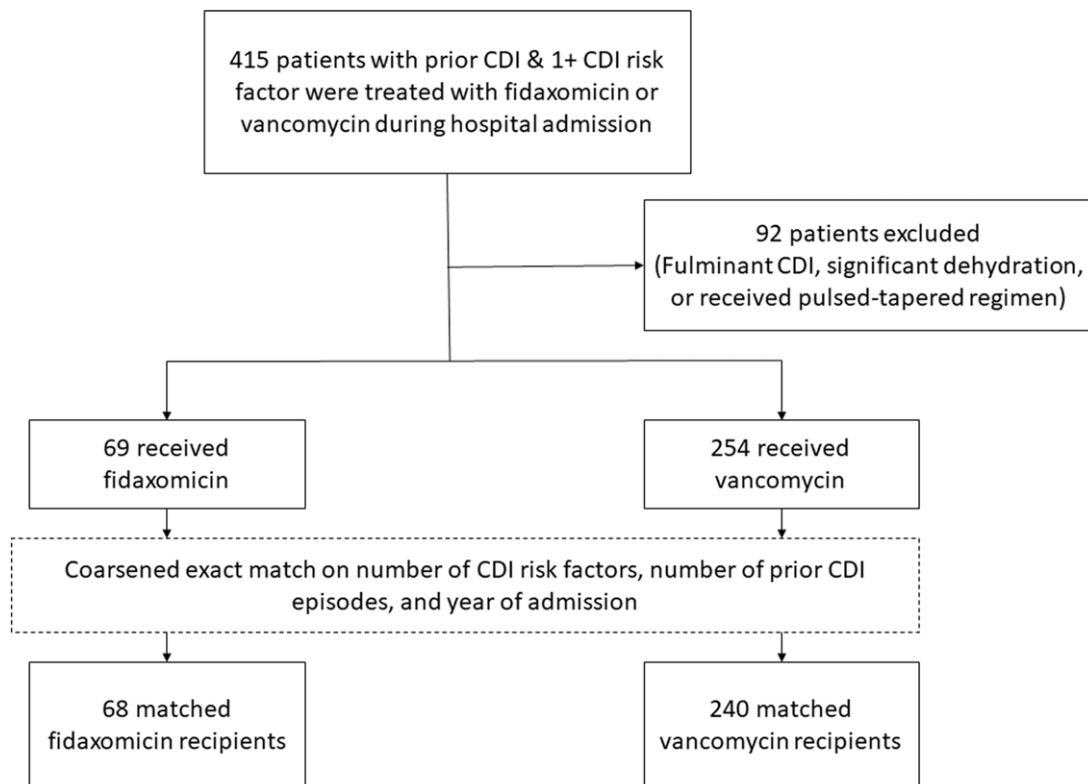 415 patients with prior CDI & 1+ CDI risk
factor were treated with fidaxomicin or
vancomycin during hospital admission
92 patients excluded
(Fulminant CDI, significant dehydration,
or received pulsed-tapered regimen)
69 received
fidaxomicin
254 received
vancomycin
Coarsened exact match on number of CDI risk factors, number of prior CDI
episodes, and year of admission
68 matched
fidaxomicin recipients
240 matched
vancomycin recipients